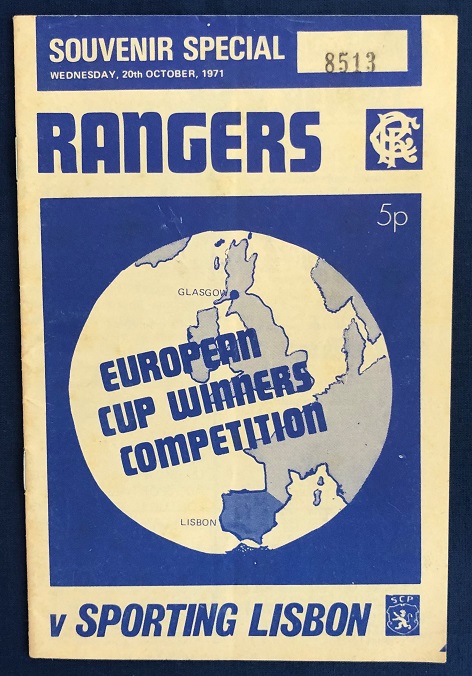 SOUVENIR SPECIAL
WEDNESDAY, 20th OCTOBER, 1971
8513
RANGERS
5p
GLASGOW
EUROPEAN
CUP WINNERS
COMPETITION
LISBON
v SPORTING LISBON
SCP